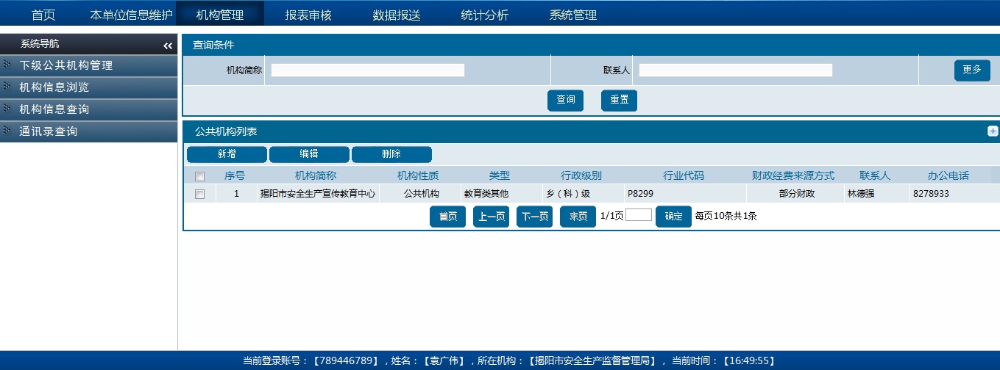 首页 本单位信息维护 机构管理 报表审核 数据报送 统计分析 系统管理
系统导航
下级公共机构管理
机构信息浏览
机构信息查询
通讯录查询
查询条件
机构简称 联系人 更多
查询 重置
公共机构列表
新增 编辑 删除
序号 机构简称 机构性质 类型 行政级别 行业代码 财政经费来源方式 联系人 办公电话
1 揭阳市安全生产宣传教育中心 公共机构 教育类其他 乡（科）级 P8299 部分财政 林德强 8278933
首页 上一页 下一页 末页 1/1页 确定 每页10条共1条
当前登录账号：【789446789】，姓名：【袁广伟】，所在机构：【揭阳市安全生产监督管理局】， 当前时间：【16:49:55】